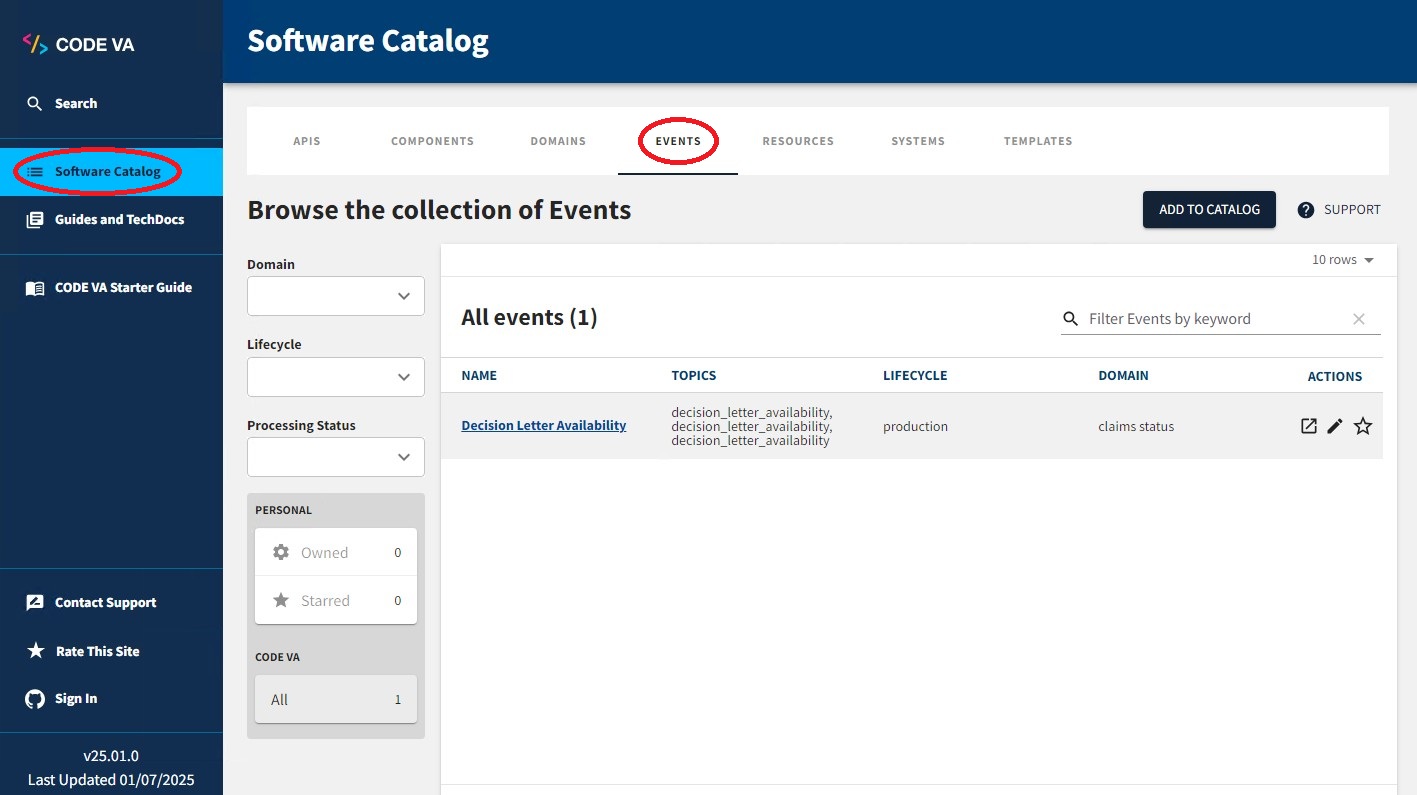 CODE VA
Search
Software Catalog
Guides and TechDocs
CODE VA Starter Guide
Contact Support
Rate This Site
Sign In
v25.01.0
Last Updated 01/07/2025
Software Catalog
APIS COMPONENTS DOMAINS EVENTS RESOURCES SYSTEMS TEMPLATES
Browse the collection of Events
ADD TO CATALOG
SUPPORT
Domain
Lifecycle
Processing Status
PERSONAL
Owned 0
Starred 0
CODE VA
All 1
10 rows
All events (1)
Filter Events by keyword
NAME TOPICS LIFECYCLE DOMAIN ACTIONS
Decision Letter Availability
decision_letter_availability,
decision_letter_availability,
decision_letter_availability
production
claims status